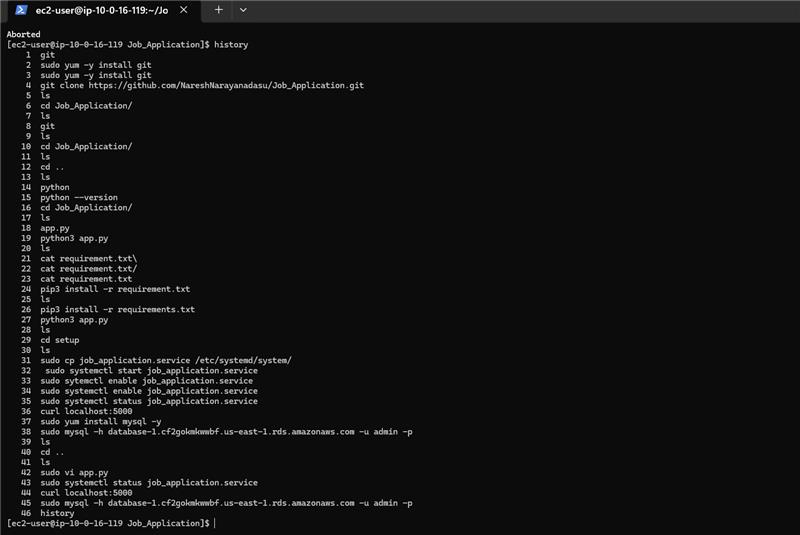 ec2-user@ip-10-0-16-119:~/Jo
Aborted
[ec2-user@ip-10-0-16-119 Job_Application]$ history
1 git
2 sudo yum -y install git
3 sudo yum -y install git
4 git clone https://github.com/NareshNarayanadasu/Job_Application.git
5 ls
6 cd Job_Application/
7 ls
8 git
9 ls
10 cd Job_Application/
11 ls
12 cd ..
13 ls
14 python
15 python --version
16 cd Job_Application/
17 ls
18 app.py
19 python3 app.py
20 ls
21 cat requirement.txt\
22 cat requirement.txt/
23 cat requirement.txt
24 pip3 install -r requirement.txt
25 ls
26 pip3 install -r requirements.txt
27 python3 app.py
28 ls
29 cd setup
30 ls
31 sudo cp job_application.service /etc/systemd/system/
32 sudo systemctl start job_application.service
33 sudo sytemctl enable job_application.service
34 sudo systemctl enable job_application.service
35 sudo systemctl status job_application.service
36 curl localhost:5000
37 sudo yum install mysql -y
38 sudo mysql -h database-1.cf2gokmkwwbf.us-east-1.rds.amazonaws.com -u admin -p
39 ls
40 cd ..
41 ls
42 sudo vi app.py
43 sudo systemctl status job_application.service
44 curl localhost:5000
45 sudo mysql -h database-1.cf2gokmkwwbf.us-east-1.rds.amazonaws.com -u admin -p
46 history
[ec2-user@ip-10-0-16-119 Job_Application]$